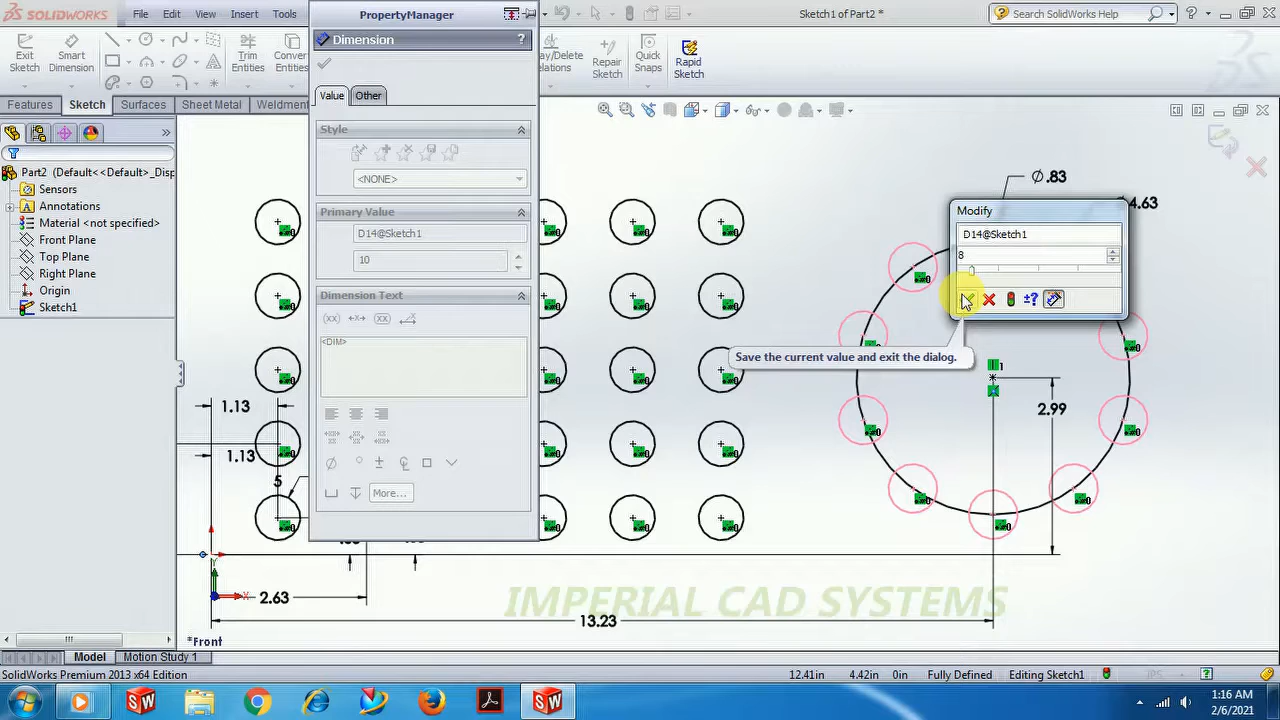 SOLIDWORKS
File
Edit
View
Insert
Tools
Sketch1 of Part2 *
Search SolidWorks Help
PropertyManager
Dimension
?
Exit
Sketch
Smart
Dimension
Trim
Entities
Conver
Entities
ay/Delete
elations
Repair
Sketch
Quick
Snaps
Rapid
Sketch
Features
Sketch
Surfaces
Sheet Metal
Weldment
Value
Other
Part2 (Default<<Default>_Disp
Sensors
Annotations
Material <not specified>
Front Plane
Top Plane
Right Plane
Origin
Sketch1
Style
<NONE>
Primary Value
D14@Sketch1
10
Dimension Text
<DIM>
More...
∅.83
4.63
Modify
D14@Sketch1
8
±?
Save the current value and exit the dialog.
1
2.99
1.13
1.13
5
2.63
13.23
IMPERIAL CAD SYSTEMS
*Front
Model
Motion Study 1
SolidWorks Premium 2013 x64 Edition
12.41in
4.42in
0in
Fully Defined
Editing Sketch1
IPS
1:16 AM
2/6/2021